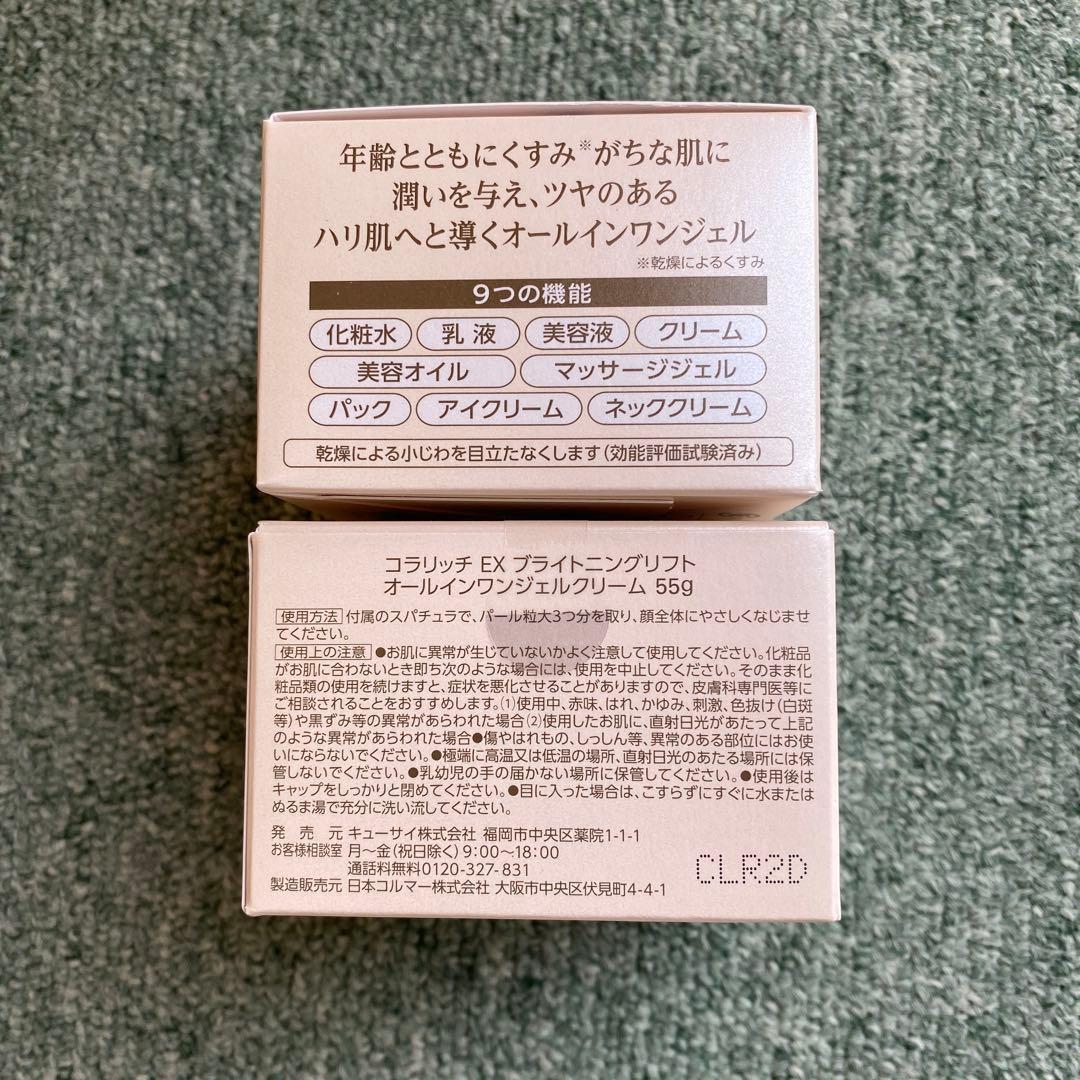 年齢とともにくすみ※がちな肌に
潤いを与え、ツヤのある
ハリ肌へと導くオールインワンジェル
※乾燥によるくすみ
9つの機能
化粧水 乳液 美容液 クリーム
美容オイル マッサージジェル
パック アイクリーム ネッククリーム
乾燥による小じわを目立たなくします(効能評価試験済み)
コラリッチ EX ブライトニングリフト
オールインワンジェルクリーム 55g
使用方法 付属のスパチュラで、パール粒大3つ分を取り、顔全体にやさしくなじませ
てください。
使用上の注意 ●お肌に異常が生じていないかよく注意して使用してください。化粧品
がお肌に合わないとき即ち次のような場合には、使用を中止してください。そのまま化
粧品類の使用を続けますと、症状を悪化させることがありますので、皮膚科専門医等に
ご相談されることをおすすめします。(1)使用中、赤味、はれ、かゆみ、刺激、色抜け(白斑
等)や黒ずみ等の異常があらわれた場合(2)使用したお肌に、直射日光があたって上記
のような異常があらわれた場合●傷やはれもの、しっしん等、異常のある部位にはお使
いにならないでください。●極端に高温又は低温の場所、直射日光のあたる場所には保
管しないでください。●乳幼児の手の届かない場所に保管してください。●使用後は
キャップをしっかりと閉めてください。●目に入った場合は、こすらずにすぐに水または
ぬるま湯で充分に洗い流してください。
発売元 キューサイ株式会社 福岡市中央区薬院1-1-1
お客様相談室 月〜金(祝日除く) 9:00〜18:00
通話料無料0120-327-831
製造販売元 日本コルマー株式会社 大阪市中央区伏見町4-4-1
CLR2D